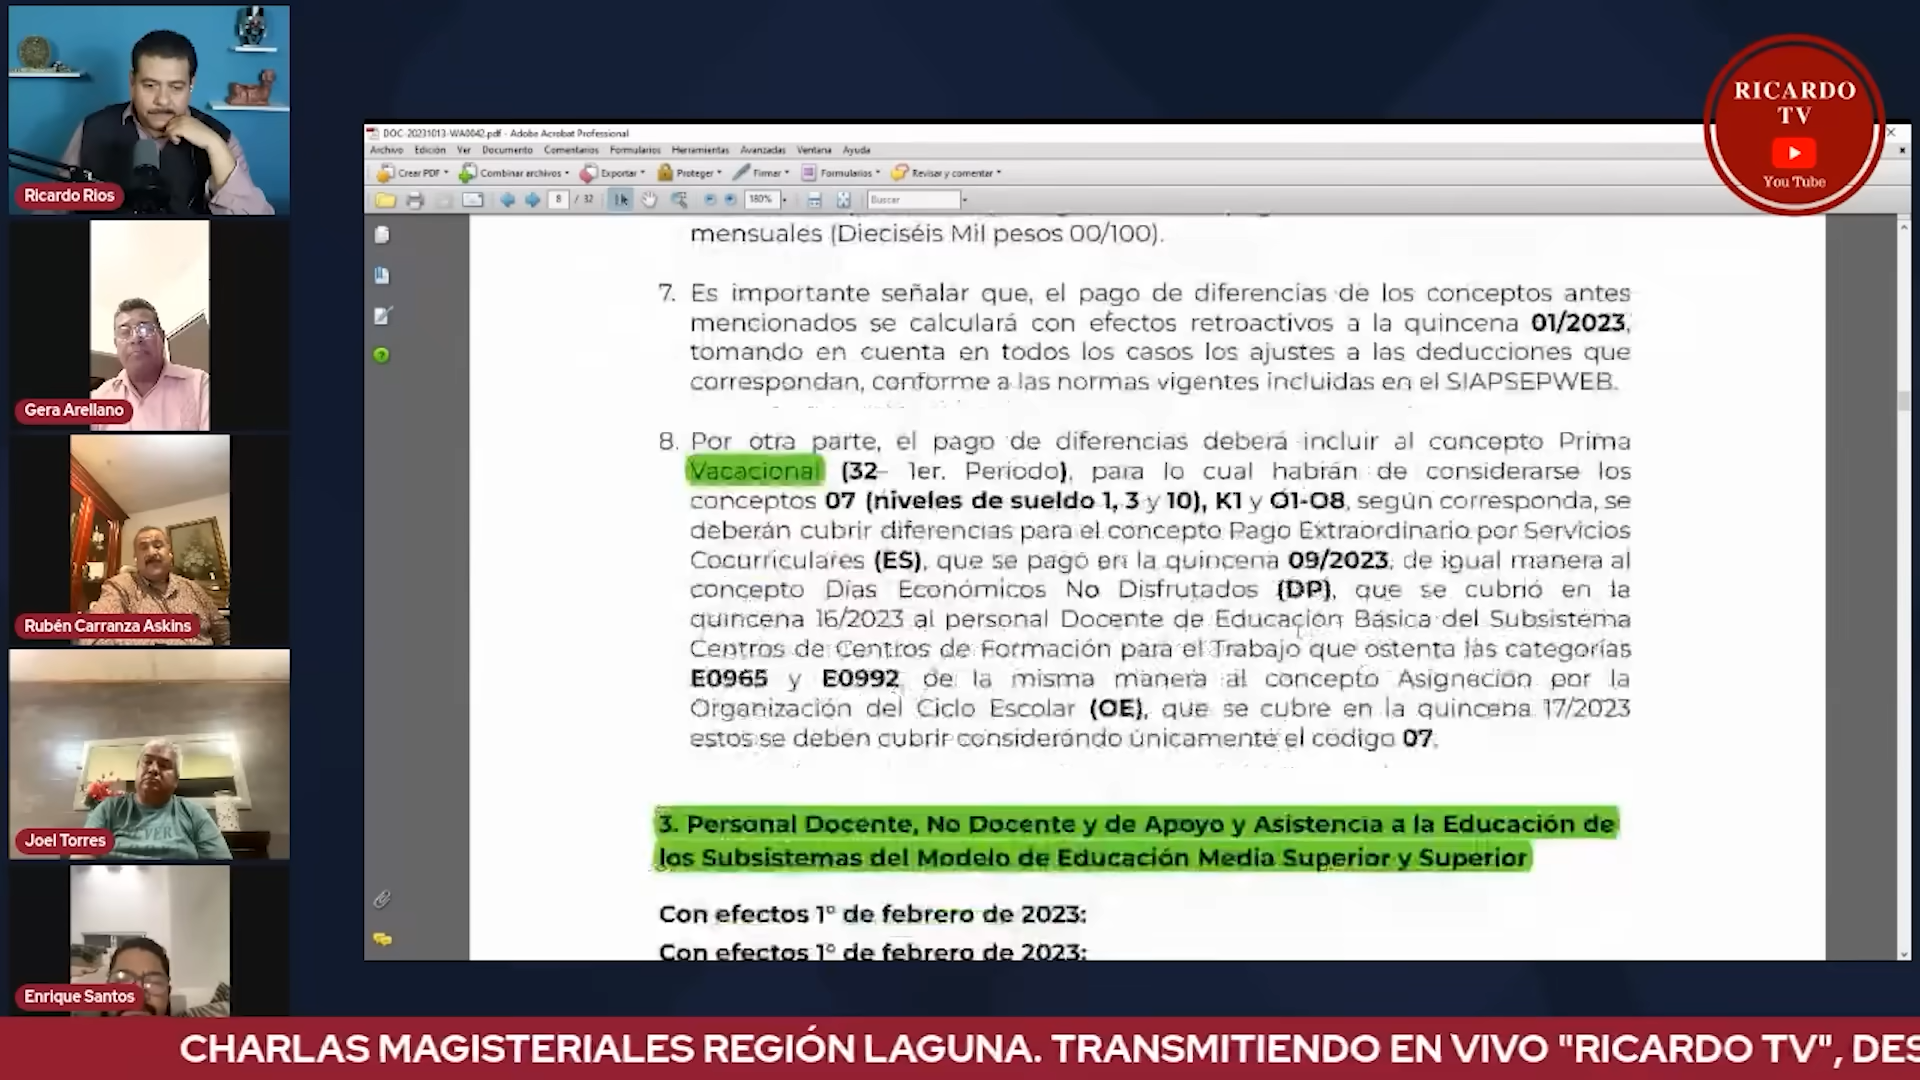 Ricardo Rios
Gera Arellano
Rubén Carranza Askins
Joel Torres
Enrique Santos
RICARDO
TV
You Tube
DOC-20231013-WA0042.pdf - Adobe Acrobat Professional
Archivo Edición Ver Documento Comentarios Formularios Herramientas Avanzadas Ventana Ayuda
Crear PDF Combinar archivos Exportar Proteger Firmar Formularios Revisar y comentar
8 / 32 180% Buscar
mensuales (Dieciséis Mil pesos 00/100).
7. Es importante señalar que, el pago de diferencias de los conceptos antes
mencionados se calculará con efectos retroactivos a la quincena 01/2023,
tomando en cuenta en todos los casos los ajustes a las deducciones que
correspondan, conforme a las normas vigentes incluidas en el SIAPSEPWEB.
8. Por otra parte, el pago de diferencias deberá incluir al concepto Prima
Vacacional (32– 1er. Período), para lo cual habrán de considerarse los
conceptos 07 (niveles de sueldo 1, 3 y 10), K1 y O1-O8, según corresponda, se
deberán cubrir diferencias para el concepto Pago Extraordinario por Servicios
Cocurriculares (ES), que se pagó en la quincena 09/2023, de igual manera al
concepto Días Económicos No Disfrutados (DP), que se cubrió en la
quincena 16/2023 al personal Docente de Educación Básica del Subsistema
Centros de Centros de Formación para el Trabajo que ostenta las categorías
E0965 y E0992, de la misma manera al concepto Asignación por la
Organización del Ciclo Escolar (OE), que se cubre en la quincena 17/2023
estos se deben cubrir considerando únicamente el código 07.
3. Personal Docente, No Docente y de Apoyo y Asistencia a la Educación de
los Subsistemas del Modelo de Educación Media Superior y Superior
Con efectos 1º de febrero de 2023:
Con efectos 1º de febrero de 2023:
CHARLAS MAGISTERIALES REGIÓN LAGUNA. TRANSMITIENDO EN VIVO "RICARDO TV", DES